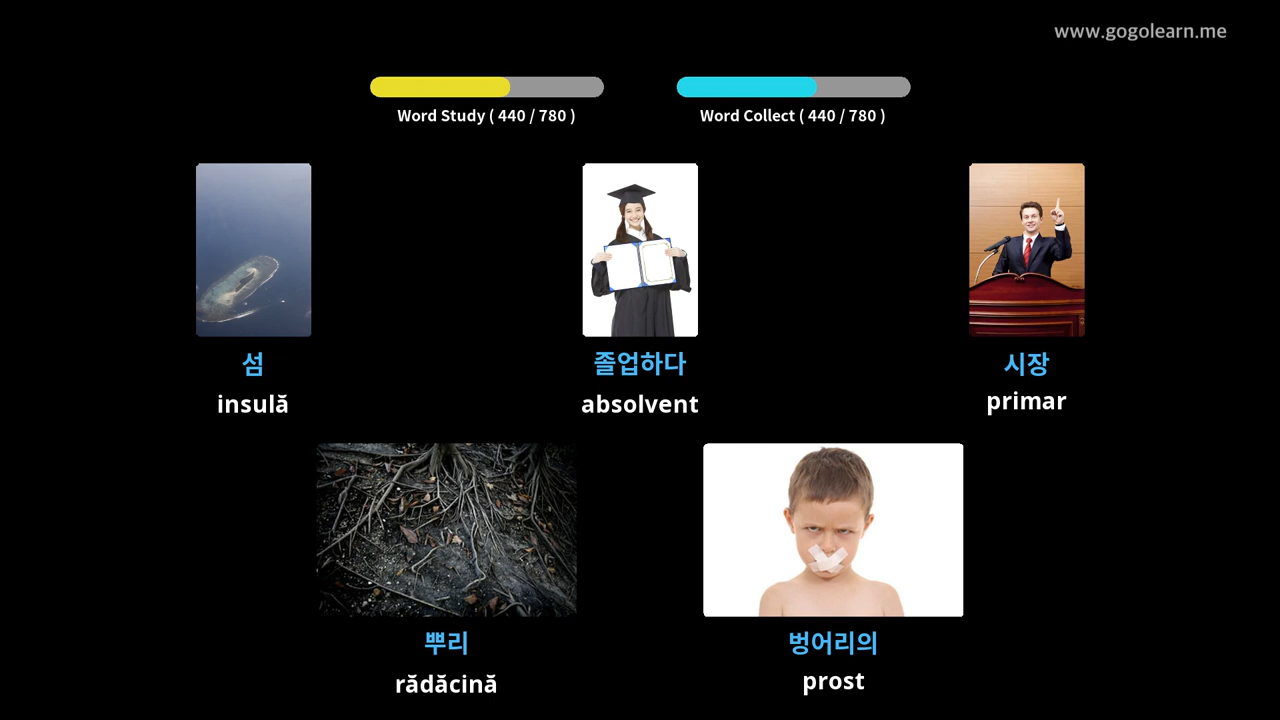 www.gogolearn.me
Word Study ( 440 / 780 )
Word Collect ( 440 / 780 )
섬
졸업하다
시장
insulă
absolvent
primar
뿌리
벙어리의
rădăcină
prost